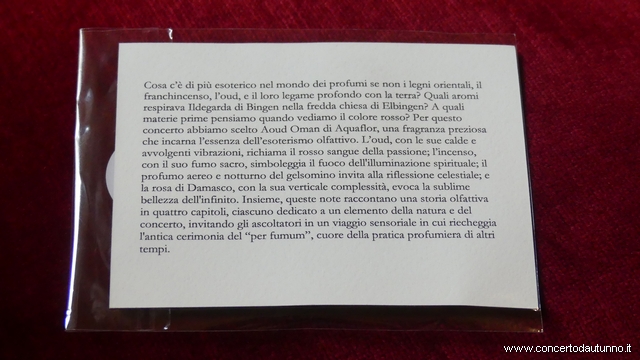 Cosa c'è di più esoterico nel mondo dei profumi se non i legni orientali, il
franchincenso, l'oud, e il loro legame profondo con la terra? Quali aromi
respirava Ildegarda di Bingen nella fredda chiesa di Elbingen? A quali
materie prime pensiamo quando vediamo il colore rosso? Per questo
concerto abbiamo scelto Aoud Oman di Aquaflor, una fragranza preziosa
che incarna l'essenza dell'esoterismo olfattivo. L'oud, con le sue calde e
avvolgenti vibrazioni, richiama il rosso sangue della passione; l'incenso,
con il suo fumo sacro, simboleggia il fuoco dell'illuminazione spirituale; il
profumo aereo e notturno del gelsomino invita alla riflessione celestiale; e
la rosa di Damasco, con la sua verticale complessità, evoca la sublime
bellezza dell'infinito. Insieme, queste note raccontano una storia olfattiva
in quattro capitoli, ciascuno dedicato a un elemento della natura e del
concerto, invitando gli ascoltatori in un viaggio sensoriale in cui riecheggia
l'antica cerimonia del “per fumum”, cuore della pratica profumiera di altri
tempi.
www.concertodautunno.it